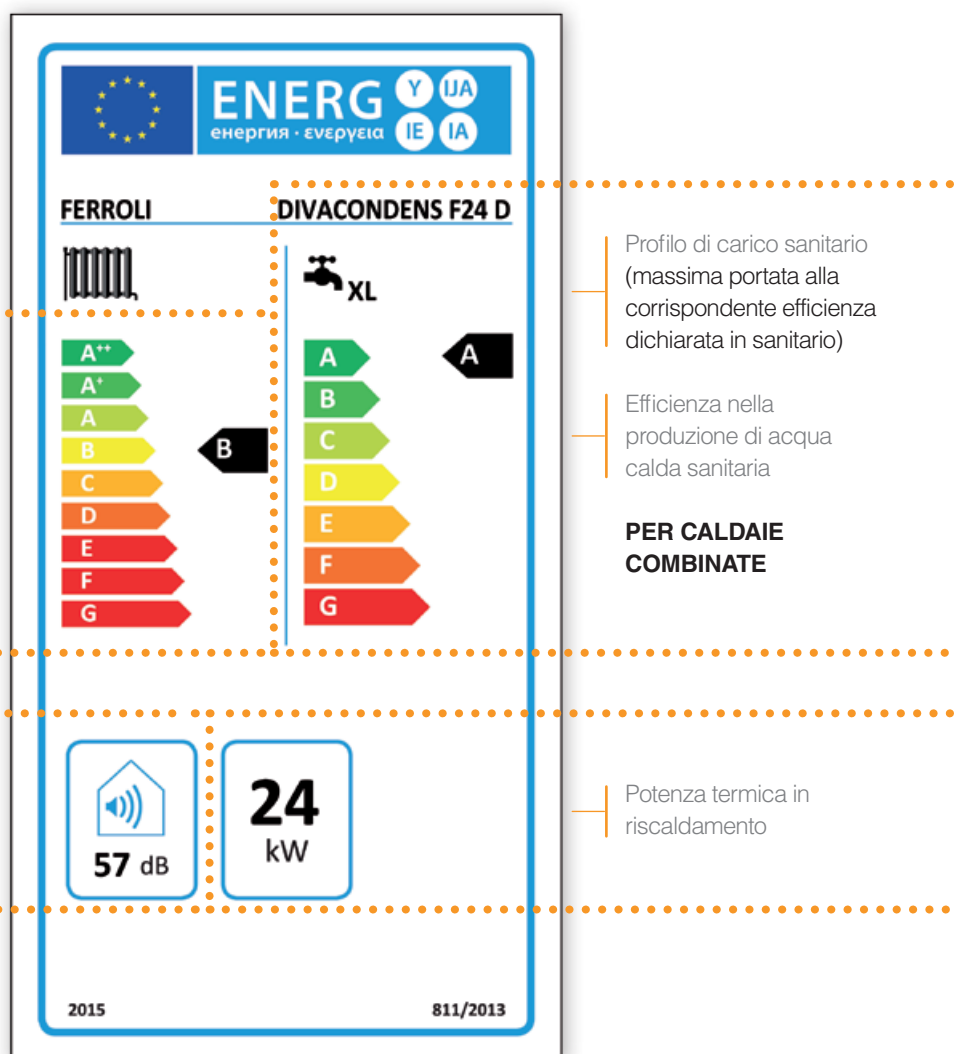 ENERG Y IJA
енергия · ενεργεια IE IA
FERROLI DIVACONDENS F24 D
XL
A++
A+
A
B
C
D
E
F
G
B
A
B
C
D
E
F
G
A
Profilo di carico sanitario
(massima portata alla
corrispondente efficienza
dichiarata in sanitario)
Efficienza nella
produzione di acqua
calda sanitaria
PER CALDAIE
COMBINATE
57 dB
24
kW
Potenza termica in
riscaldamento
2015 811/2013